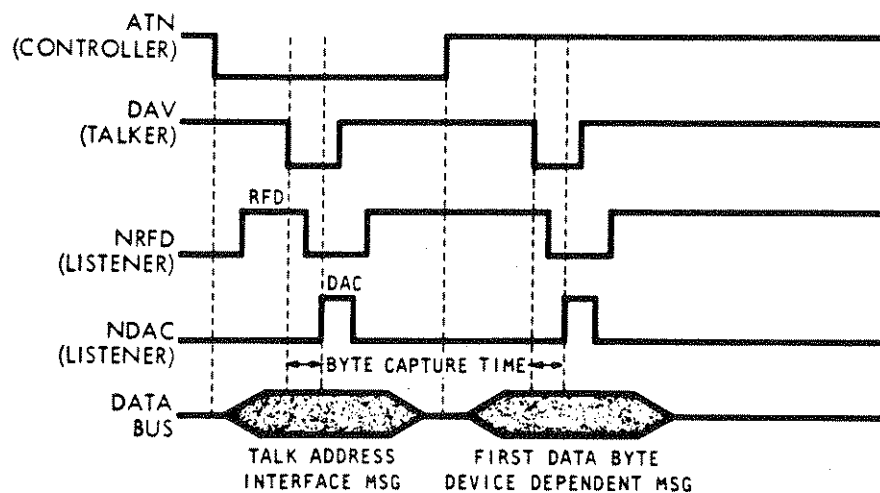 ATN
(CONTROLLER)
DAV
(TALKER)
RFD
NRFD
(LISTENER)
DAC
NDAC
(LISTENER)
BYTE CAPTURE TIME
DATA
BUS
TALK ADDRESS
INTERFACE MSG
FIRST DATA BYTE
DEVICE DEPENDENT MSG